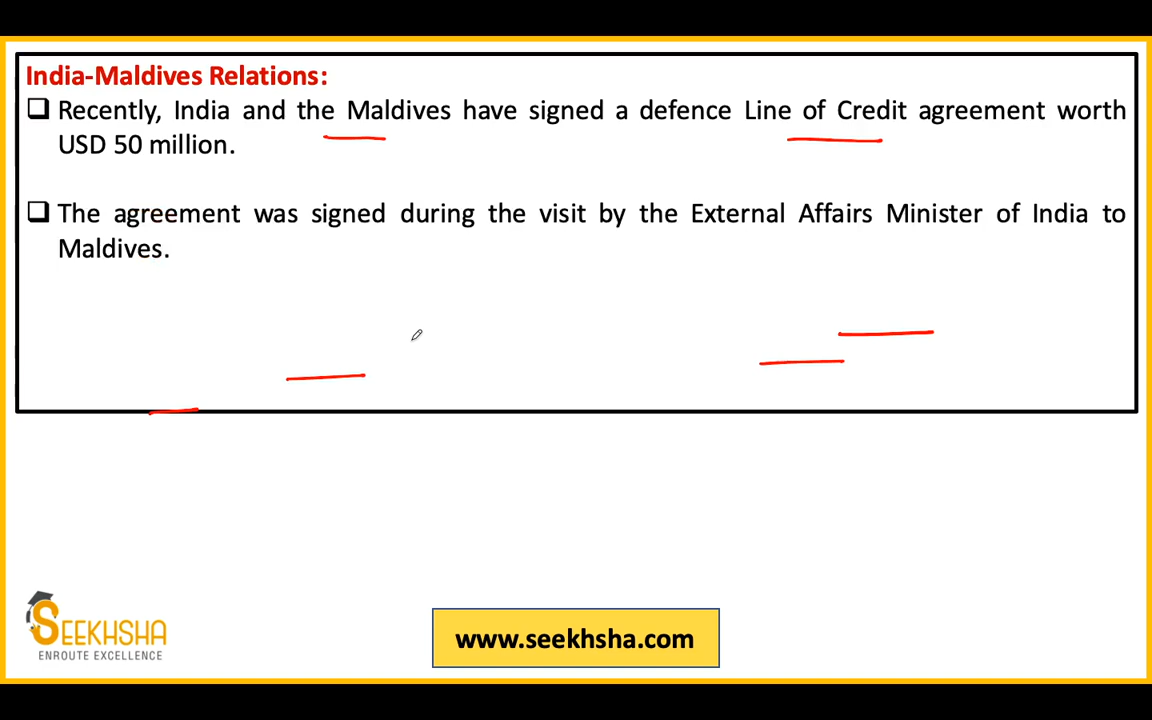 India-Maldives Relations:
❑ Recently, India and the Maldives have signed a defence Line of Credit agreement worth
USD 50 million.
❑ The agreement was signed during the visit by the External Affairs Minister of India to
Maldives.
SEEKHSHA
ENROUTE EXCELLENCE
www.seekhsha.com